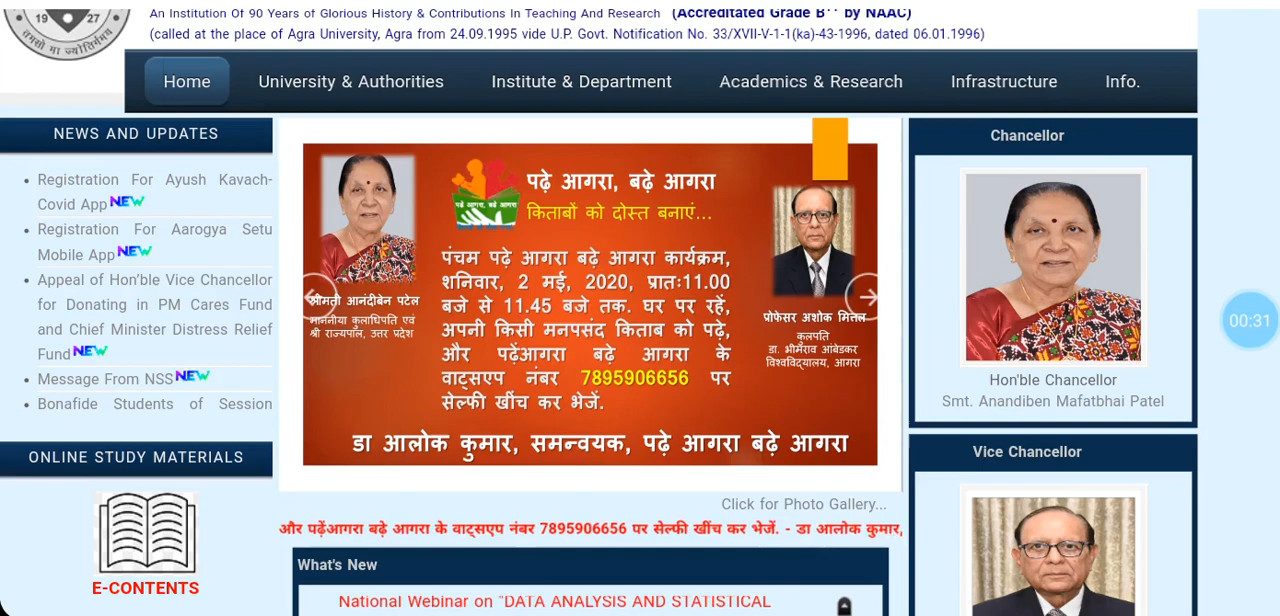 An Institution Of 90 Years of Glorious History & Contributions In Teaching And Research (Accreditated Grade B++ by NAAC)
(called at the place of Agra University, Agra from 24.09.1995 vide U.P. Govt. Notification No. 33/XVII-V-1-1(ka)-43-1996, dated 06.01.1996)
19 27
तमसो मा ज्योतिर्गमय
Home University & Authorities Institute & Department Academics & Research Infrastructure Info.
NEWS AND UPDATES
Registration For Ayush Kavach-
Covid App NEW
Registration For Aarogya Setu
Mobile App NEW
Appeal of Hon'ble Vice Chancellor
for Donating in PM Cares Fund
and Chief Minister Distress Relief
Fund NEW
Message From NSS NEW
Bonafide Students of Session
ONLINE STUDY MATERIALS
E-CONTENTS
पढ़े आगरा, बढ़े आगरा
पढ़े आगरा, बढ़े आगरा
किताबों को दोस्त बनाएं...
पंचम पढ़े आगरा बढ़े आगरा कार्यक्रम,
शनिवार, 2 मई, 2020, प्रातः11.00
बजे से 11.45 बजे तक. घर पर रहें,
अपनी किसी मनपसंद किताब को पढ़े,
और पढ़ेंआगरा बढ़े आगरा के
वाट्सएप नंबर 7895906656 पर
सेल्फी खींच कर भेजें.
श्रीमती आनंदीबेन पटेल
माननीया कुलाधिपति एवं
श्री राज्यपाल, उत्तर प्रदेश
प्रोफेसर अशोक मित्तल
कुलपति
डा. भीमराव आंबेडकर
विश्वविद्यालय, आगरा
डा आलोक कुमार, समन्वयक, पढ़े आगरा बढ़े आगरा
Click for Photo Gallery...
और पढ़ेंआगरा बढ़े आगरा के वाट्सएप नंबर 7895906656 पर सेल्फी खींच कर भेजें. - डा आलोक कुमार,
What's New
National Webinar on "DATA ANALYSIS AND STATISTICAL
Chancellor
Hon'ble Chancellor
Smt. Anandiben Mafatbhai Patel
Vice Chancellor
00:31